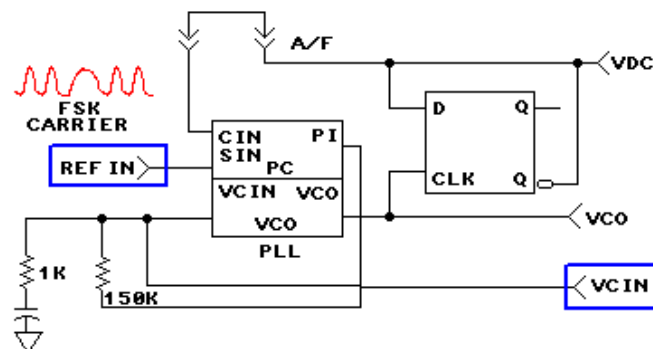 A/F
VDC
FSK
CARRIER
D
Q
CIN
PI
SIN
PC
REF IN
CLK
Q
VCIN
VCO
VCO
VCO
PLL
1K
150K
VCIN